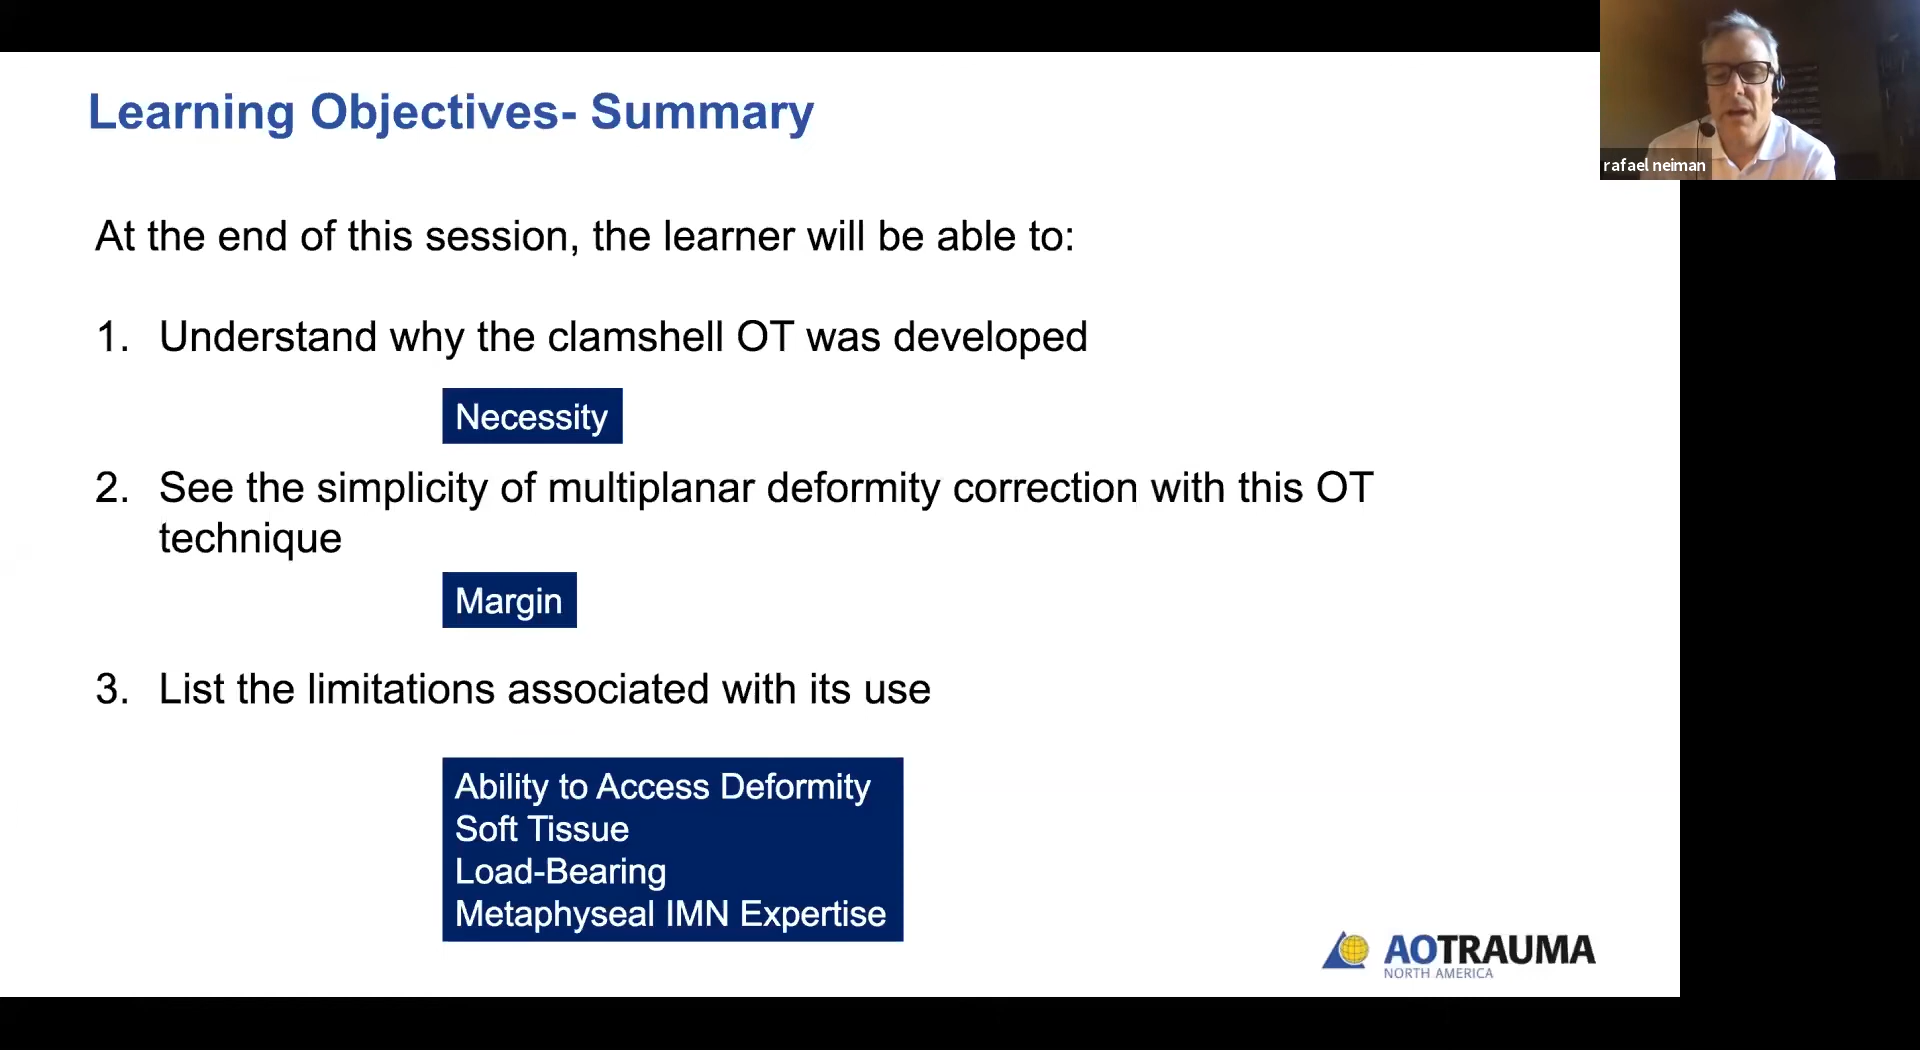 Learning Objectives- Summary
rafael neiman
At the end of this session, the learner will be able to:
1. Understand why the clamshell OT was developed
Necessity
2. See the simplicity of multiplanar deformity correction with this OT
technique
Margin
3. List the limitations associated with its use
Ability to Access Deformity
Soft Tissue
Load-Bearing
Metaphyseal IMN Expertise
AOTRAUMA
NORTH AMERICA